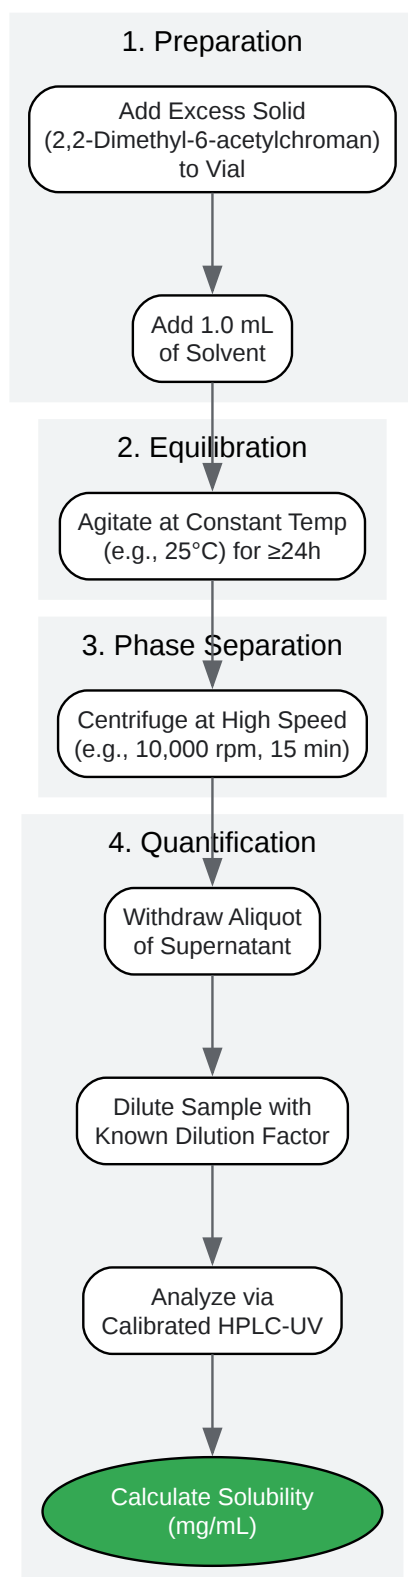 1. Preparation
Add Excess Solid
(2,2-Dimethyl-6-acetylchroman)
to Vial
Add 1.0 mL
of Solvent
2. Equilibration
Agitate at Constant Temp
(e.g., 25°C) for ≥24h
3. Phase Separation
Centrifuge at High Speed
(e.g., 10,000 rpm, 15 min)
4. Quantification
Withdraw Aliquot
of Supernatant
Dilute Sample with
Known Dilution Factor
Analyze via
Calibrated HPLC-UV
Calculate Solubility
(mg/mL)